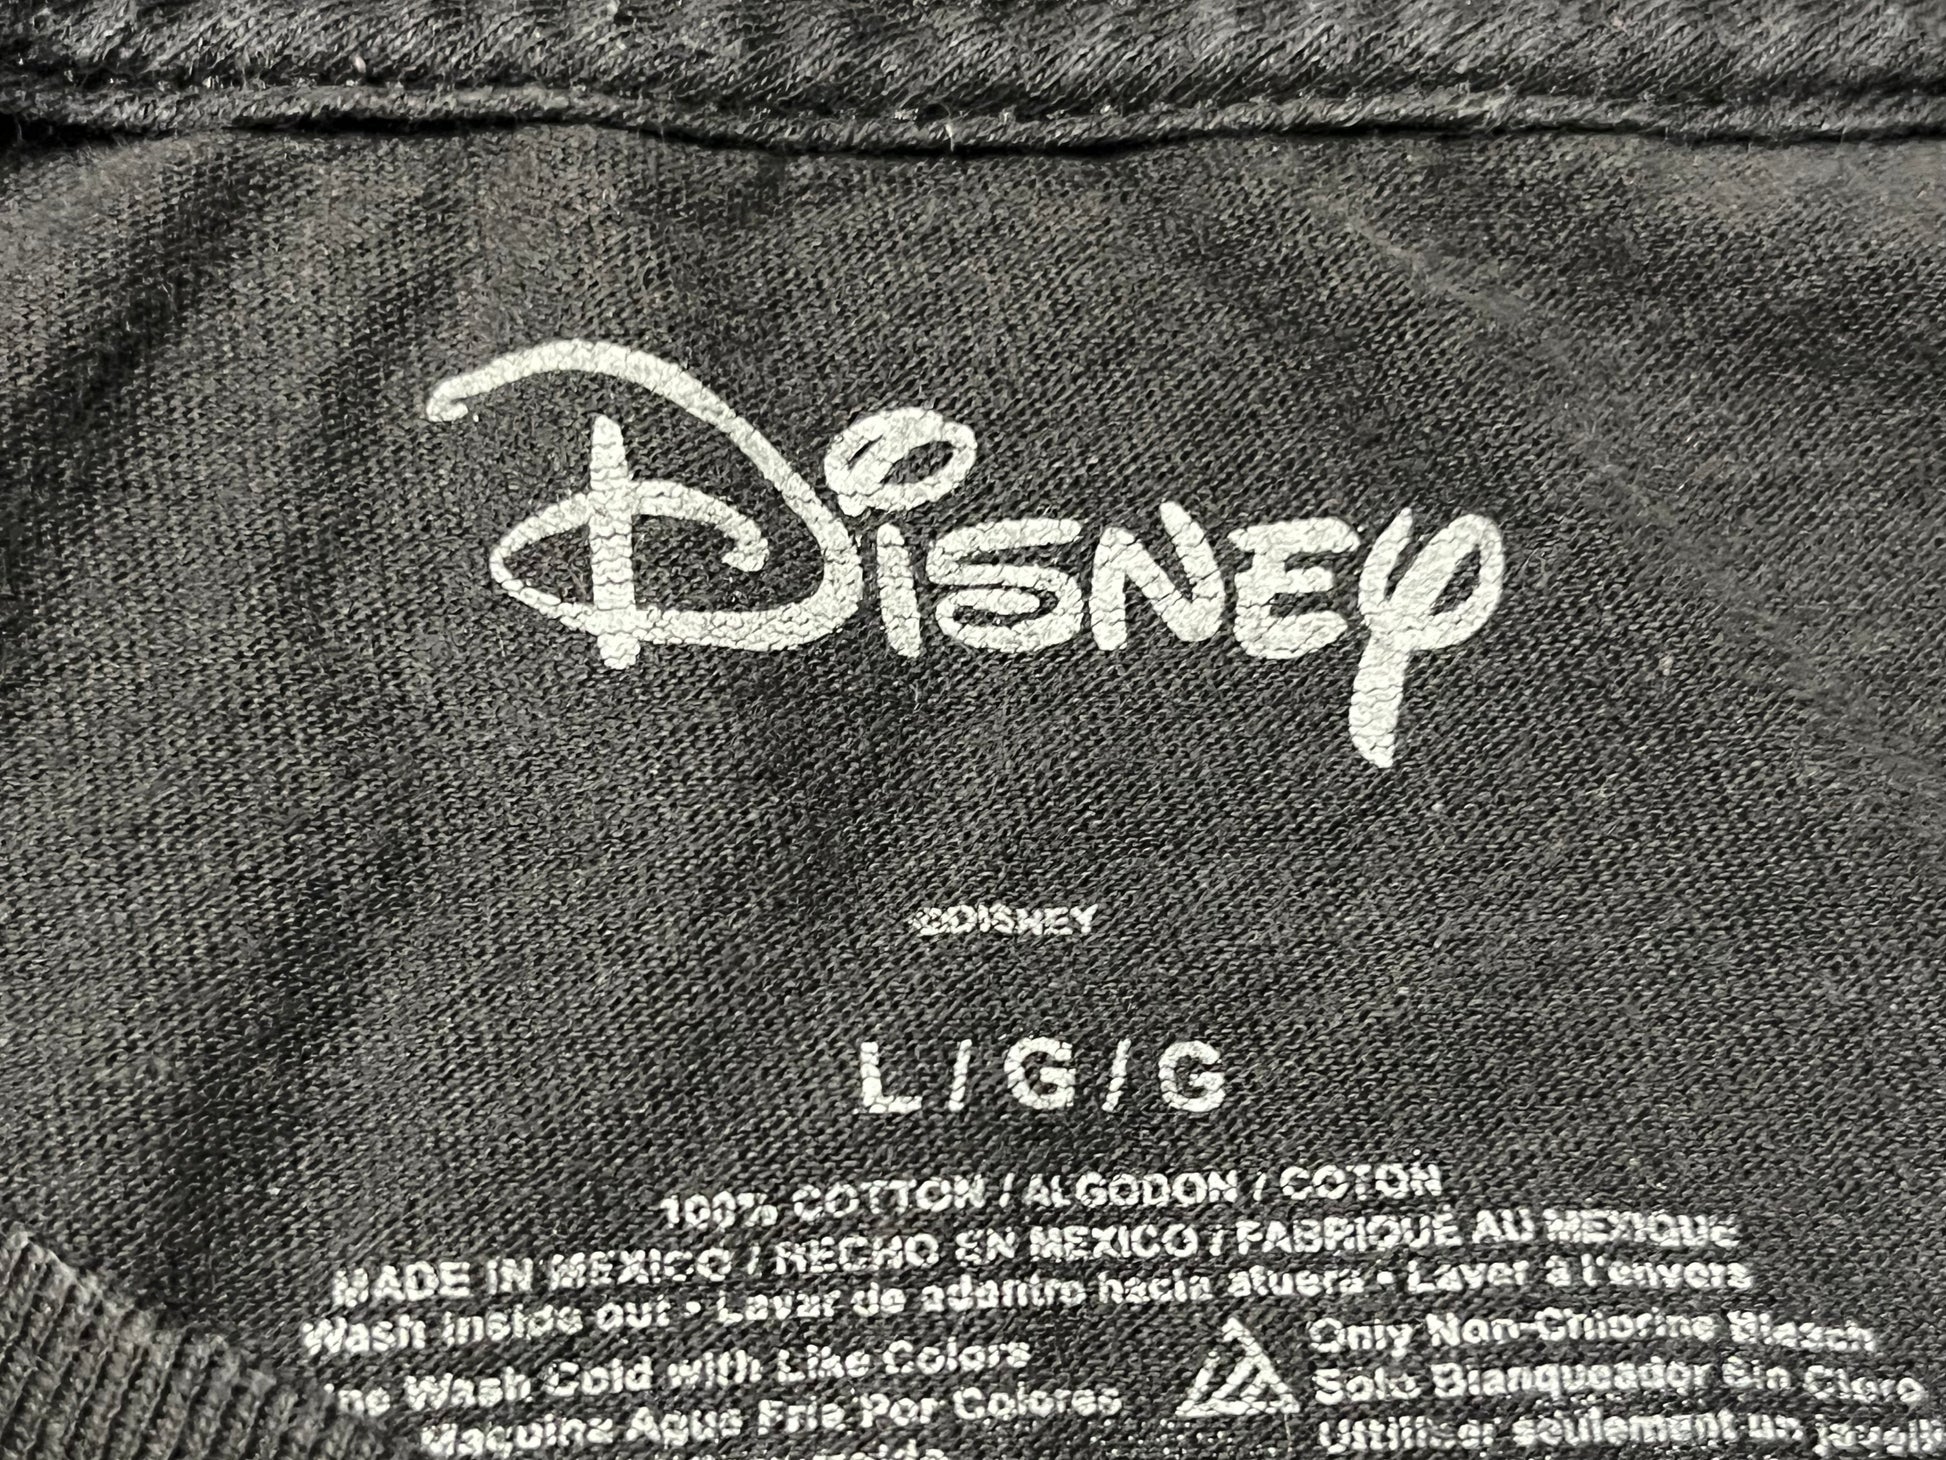 Disney
©DISNEY
L / G / G
100% COTTON / ALGODON / COTON
MADE IN MEXICO / HECHO EN MEXICO / FABRIQUÉ AU MEXIQUE
Wash inside out • Lavar de adentro hacia afuera • Laver à l'envers
ne Wash Cold with Like Colors
Only Non-Chlorine Bleach
Maquina Agua Fria Por Colores
Solo Blanqueador Sin Cloro
Utiliser seulement un